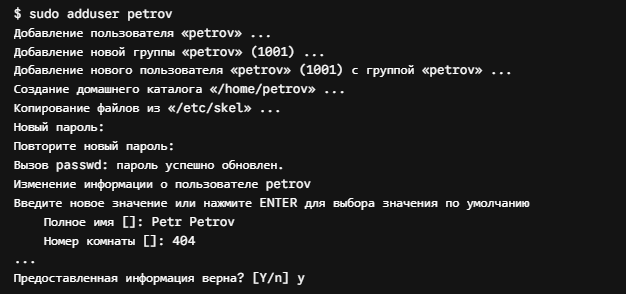 $ sudo adduser petrov
Добавление пользователя «petrov» ...
Добавление новой группы «petrov» (1001) ...
Добавление нового пользователя «petrov» (1001) с группой «petrov» ...
Создание домашнего каталога «/home/petrov» ...
Копирование файлов из «/etc/skel» ...
Новый пароль:
Повторите новый пароль:
Вызов passwd: пароль успешно обновлен.
Изменение информации о пользователе petrov
Введите новое значение или нажмите ENTER для выбора значения по умолчанию
Полное имя []: Petr Petrov
Номер комнаты []: 404
...
Предоставленная информация верна? [Y/n] y